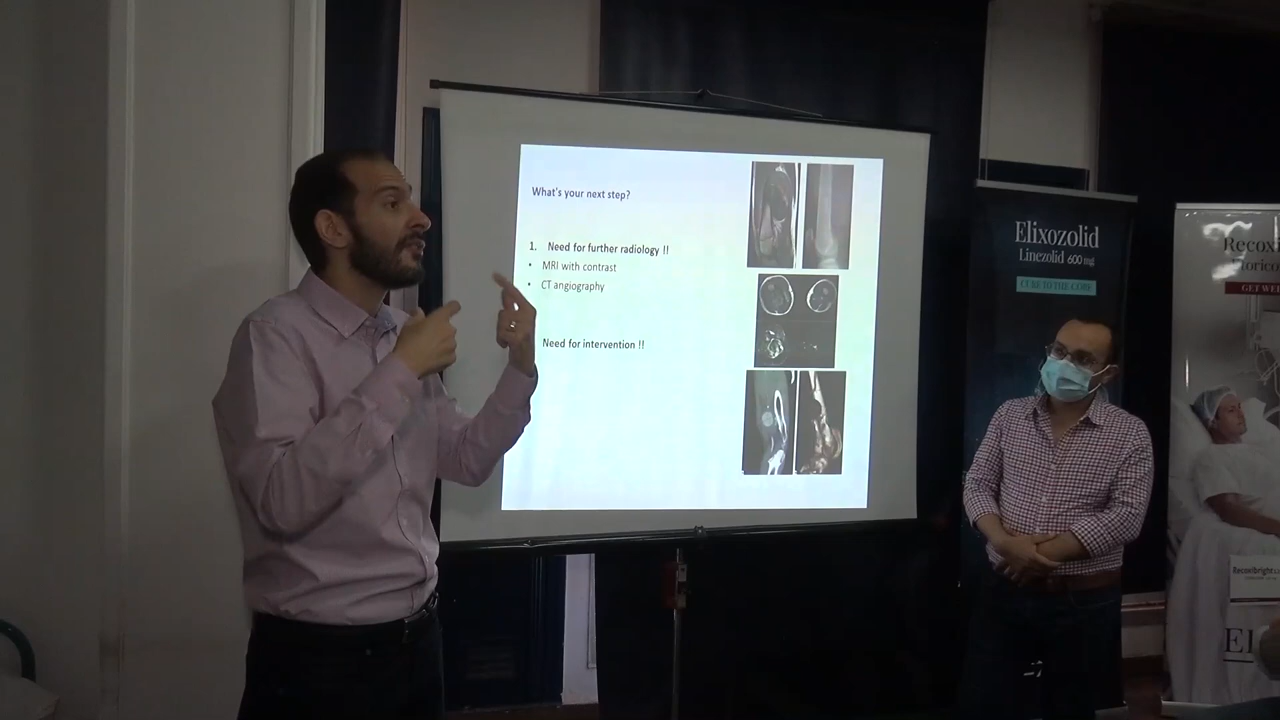 What's your next step?
1. Need for further radiology !!
• MRI with contrast
• CT angiography
Need for intervention !!
Elixozolid
Linezolid 600 mg
CURE TO THE CORE
GET WE